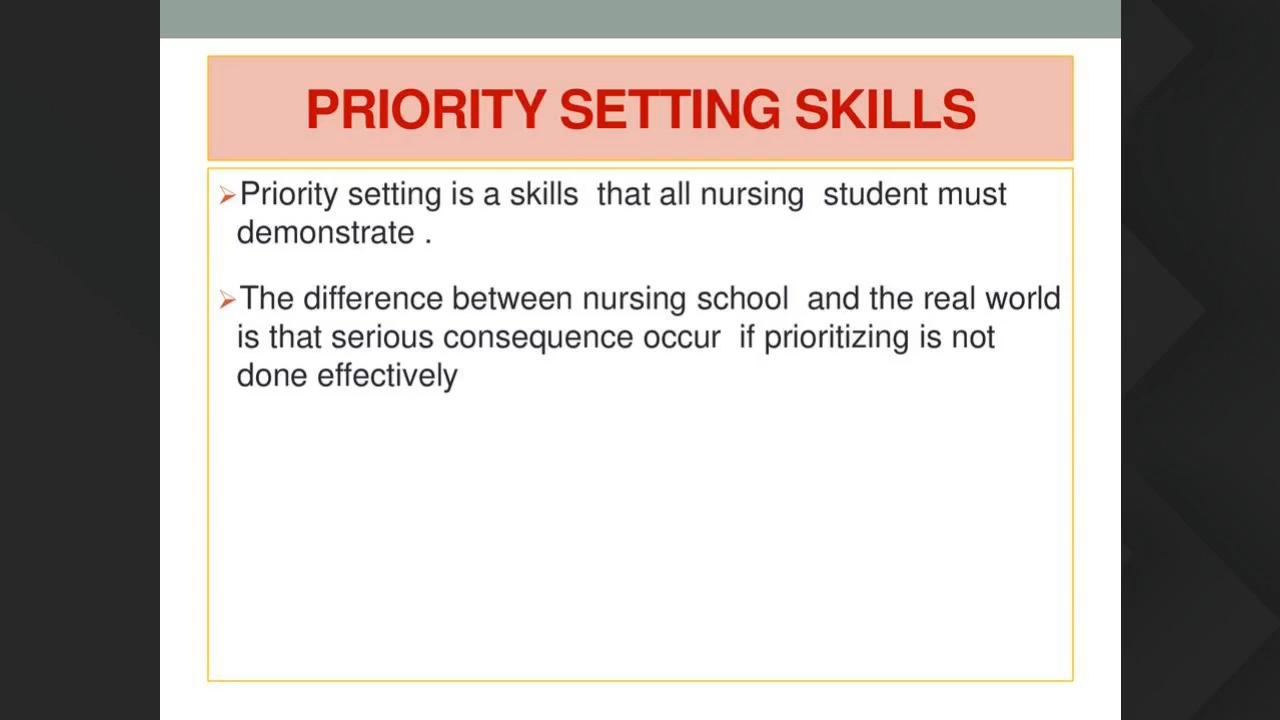 PRIORITY SETTING SKILLS
➢Priority setting is a skills  that all nursing  student must
demonstrate .
➢The difference between nursing school  and the real world
is that serious consequence occur  if prioritizing is not
done effectively